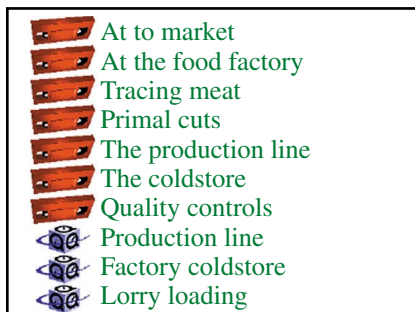 At to market
At the food factory
Tracing meat
Primal cuts
The production line
The coldstore
Quality controls
Production line
Factory coldstore
Lorry loading